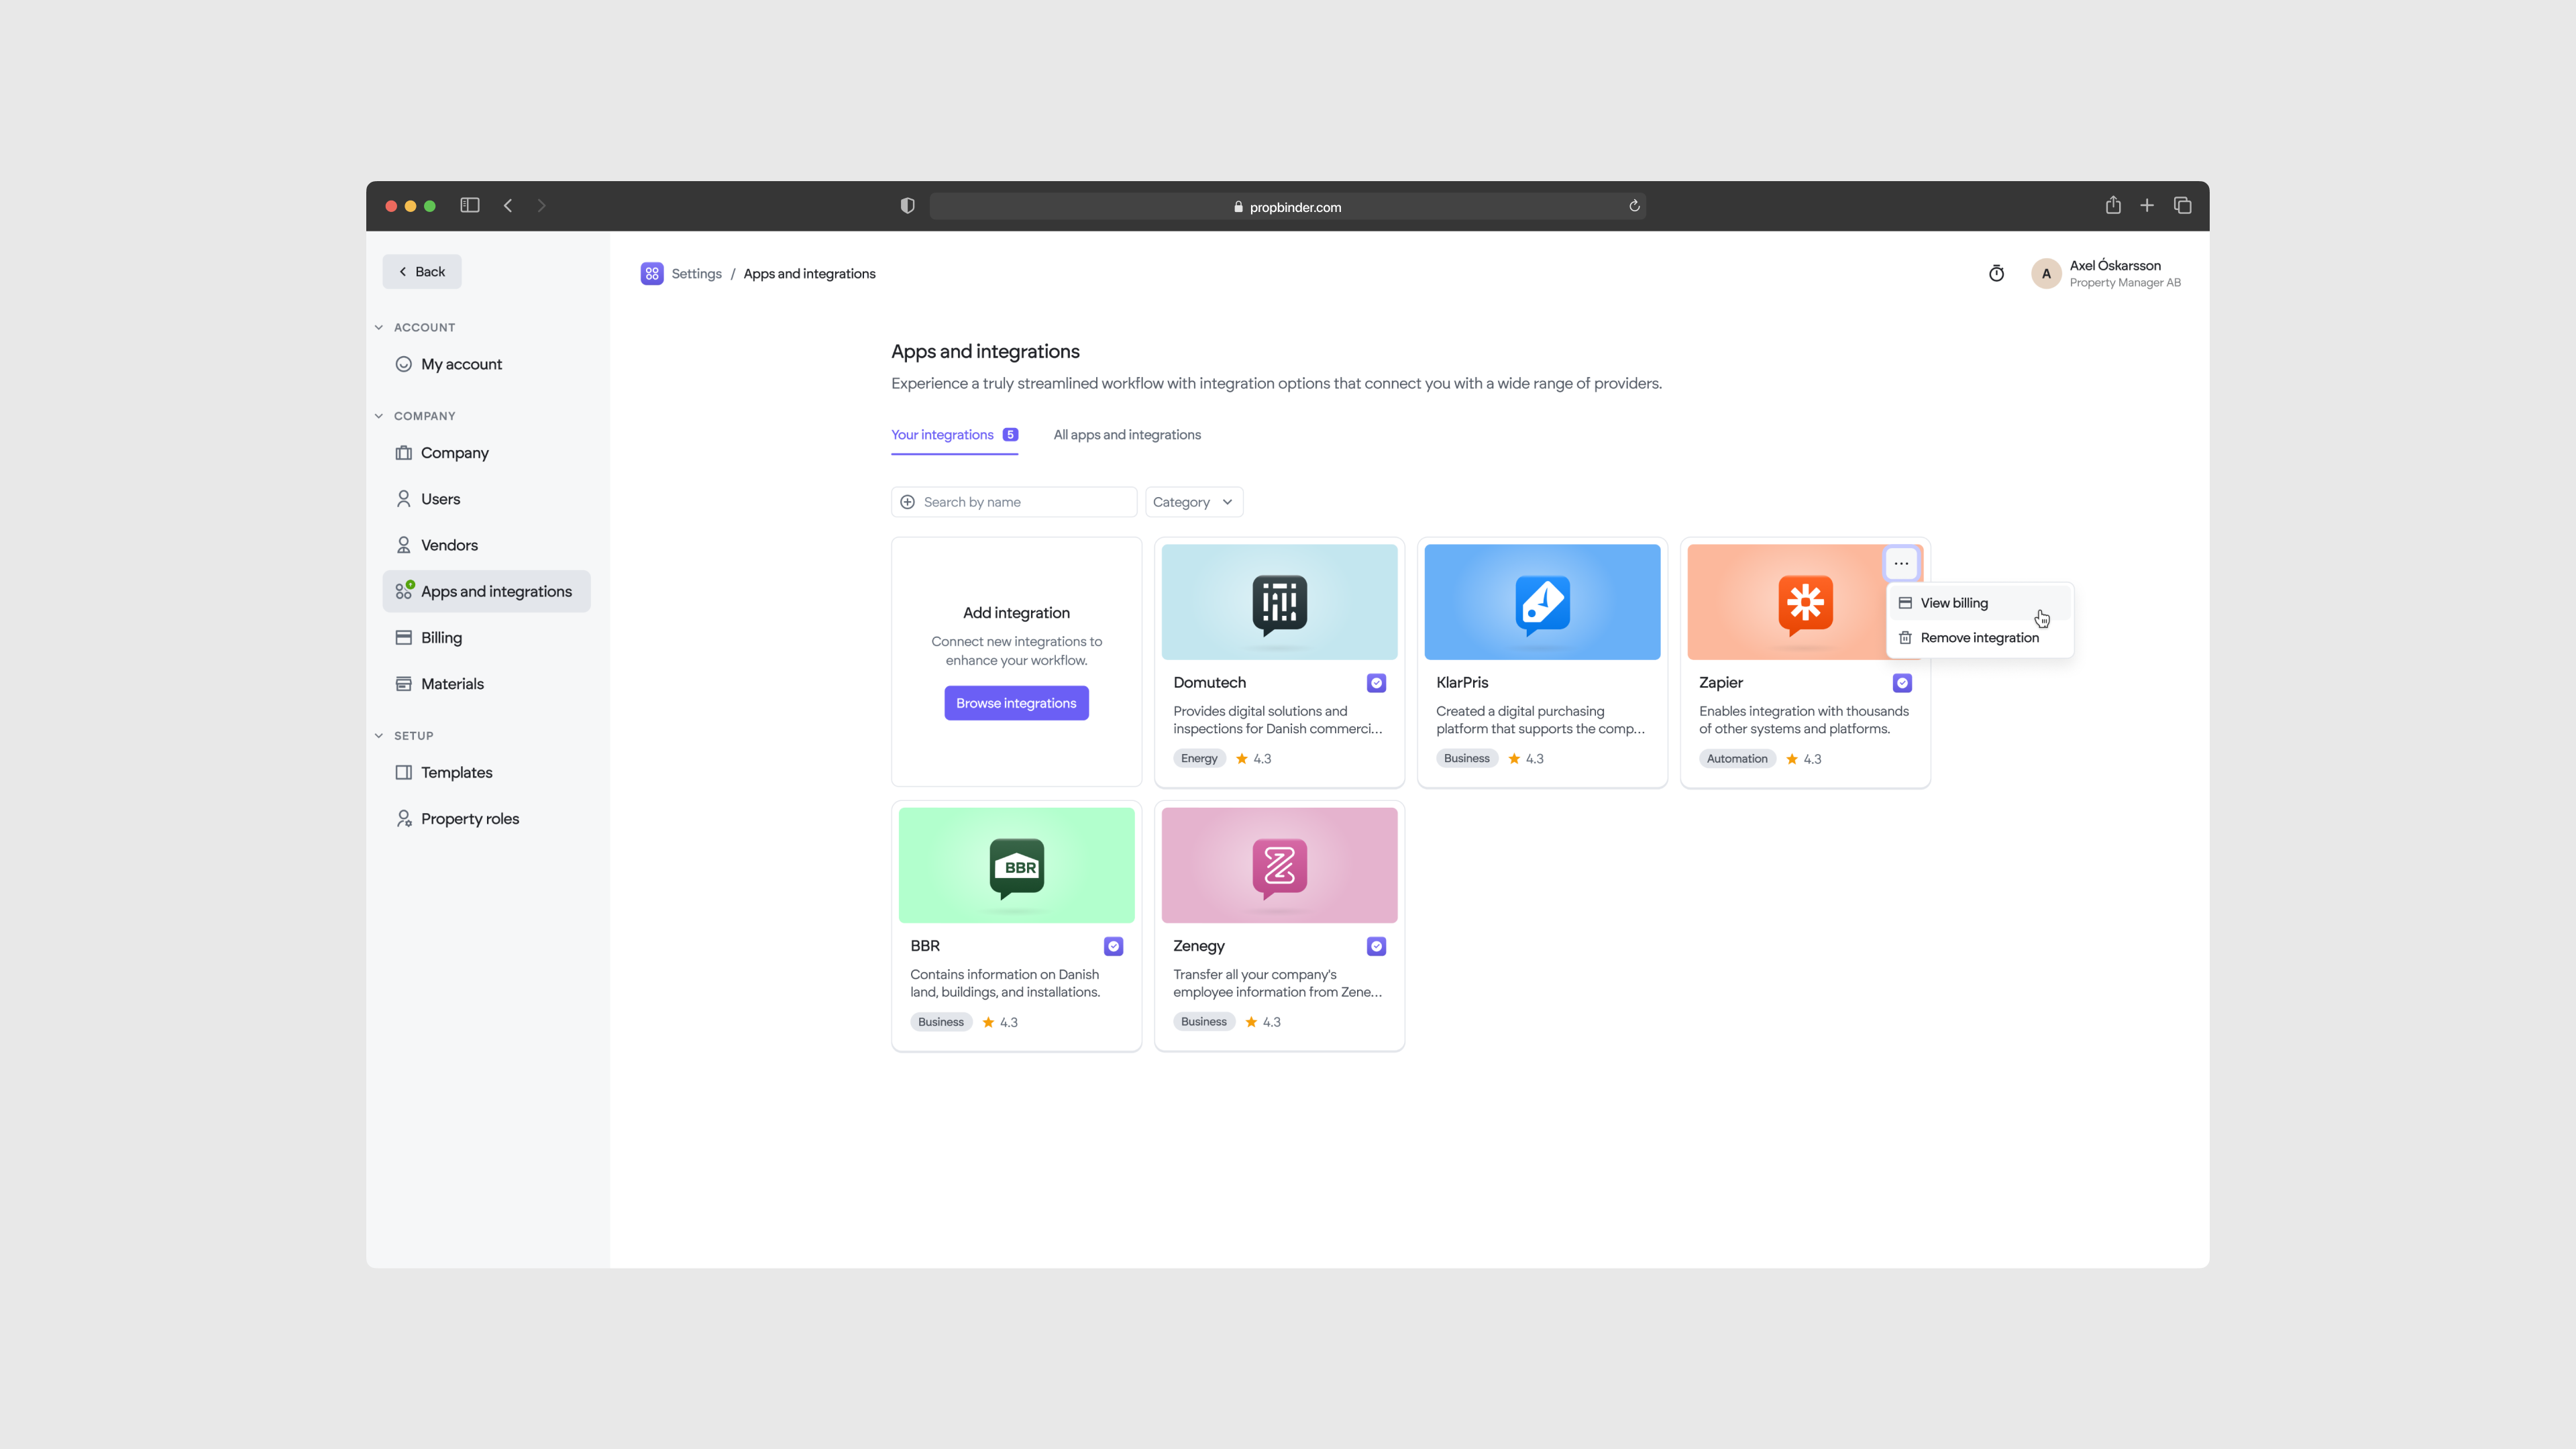 propbinder.com
Back
ACCOUNT
My account
COMPANY
Company
Users
Vendors
Apps and integrations
Billing
Materials
SETUP
Templates
Property roles
Settings / Apps and integrations
A
Axel Óskarsson
Property Manager AB
Apps and integrations
Experience a truly streamlined workflow with integration options that connect you with a wide range of providers.
Your integrations 5
All apps and integrations
Search by name
Category
Add integration
Connect new integrations to
enhance your workflow.
Browse integrations
Domutech
Provides digital solutions and
inspections for Danish commerci...
Energy 4.3
KlarPris
Created a digital purchasing
platform that supports the comp...
Business 4.3
...
View billing
Remove integration
Zapier
Enables integration with thousands
of other systems and platforms.
Automation 4.3
BBR
BBR
Contains information on Danish
land, buildings, and installations.
Business 4.3
Z
Zenegy
Transfer all your company's
employee information from Zene...
Business 4.3